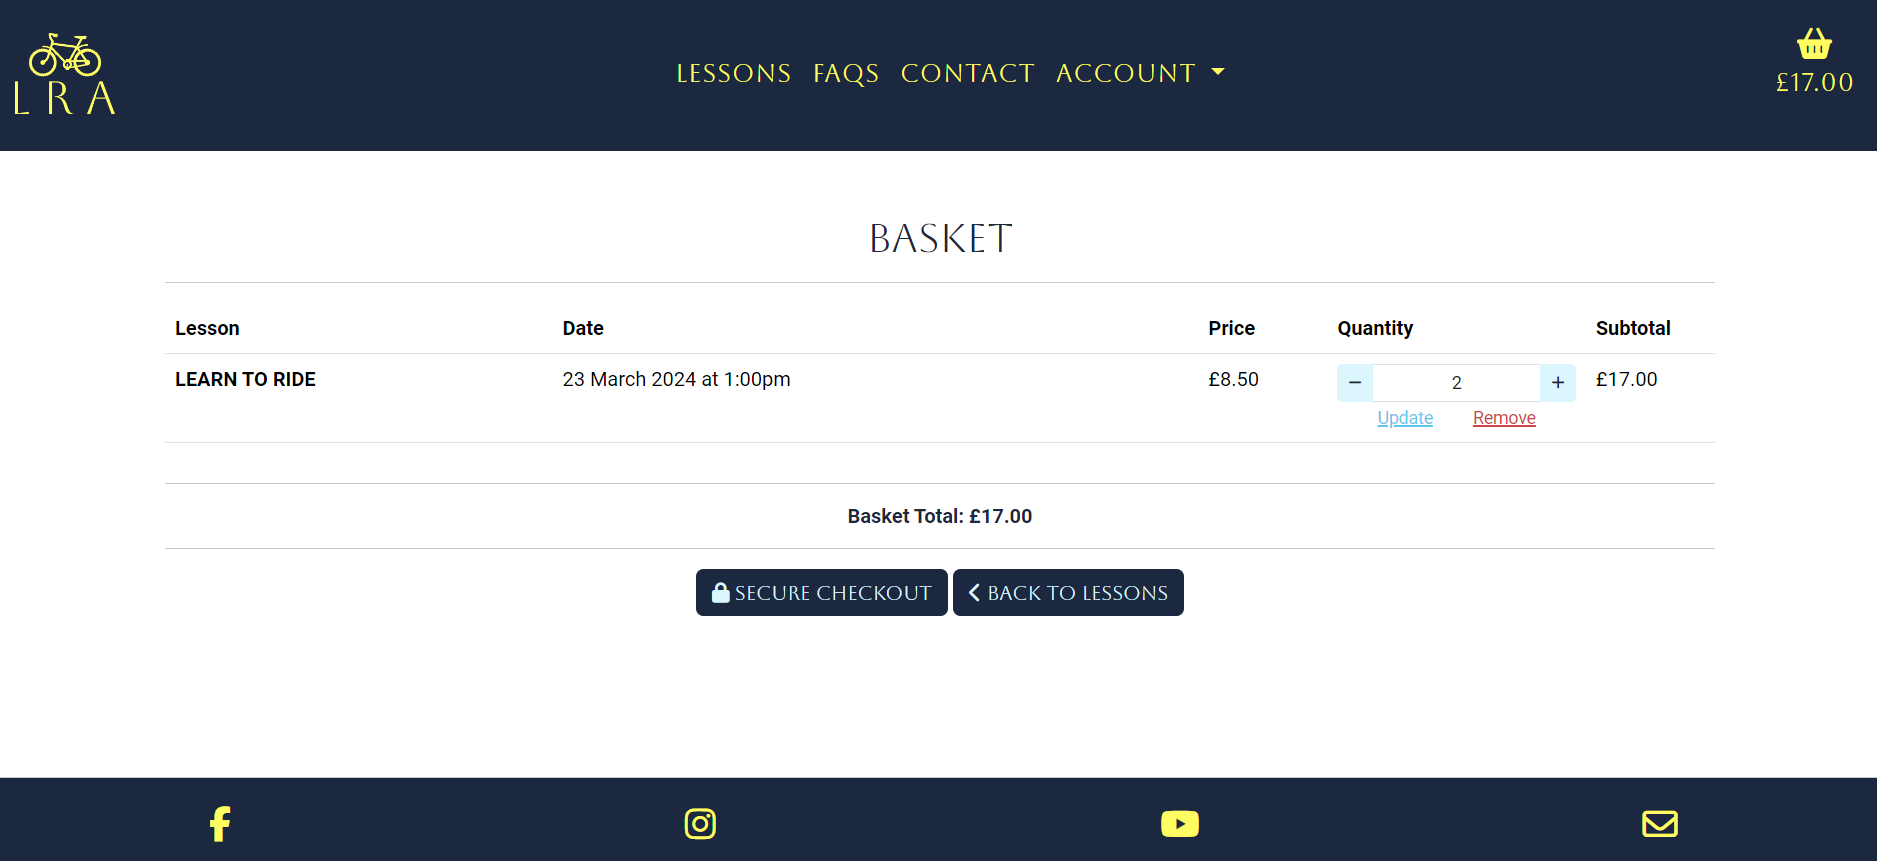 L R A
LESSONS FAQS CONTACT ACCOUNT
£17.00
BASKET
Lesson Date Price Quantity Subtotal
LEARN TO RIDE 23 March 2024 at 1:00pm £8.50 − 2 + £17.00
Update Remove
Basket Total: £17.00
SECURE CHECKOUT BACK TO LESSONS